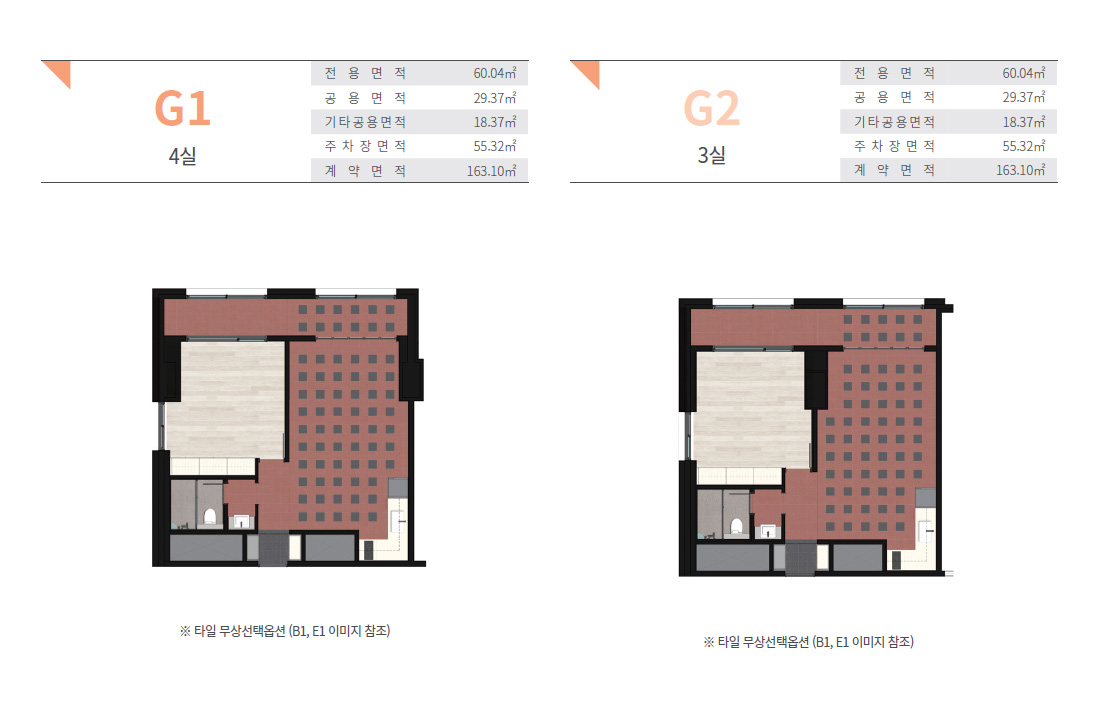 G1
4실
전용면적 60.04㎡
공용면적 29.37㎡
기타공용면적 18.37㎡
주차장면적 55.32㎡
계약면적 163.10㎡
※ 타일 무상선택옵션 (B1, E1 이미지 참조)
G2
3실
전용면적 60.04㎡
공용면적 29.37㎡
기타공용면적 18.37㎡
주차장면적 55.32㎡
계약면적 163.10㎡
※ 타일 무상선택옵션 (B1, E1 이미지 참조)